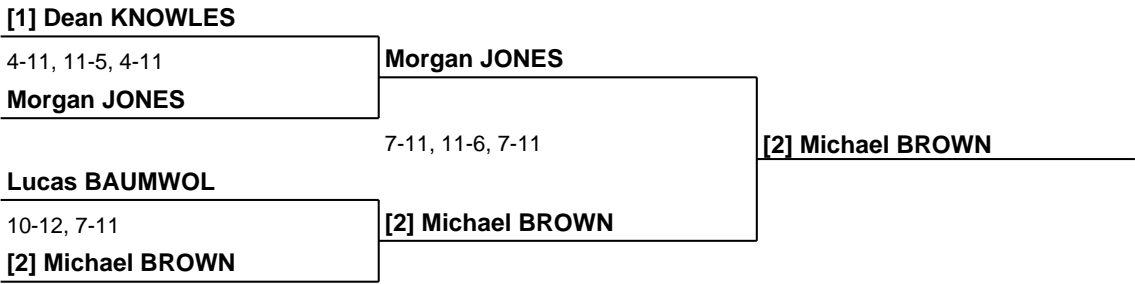 [1] Dean KNOWLES
4-11, 11-5, 4-11
Morgan JONES
Morgan JONES
7-11, 11-6, 7-11
[2] Michael BROWN
Lucas BAUMWOL
10-12, 7-11
[2] Michael BROWN
[2] Michael BROWN